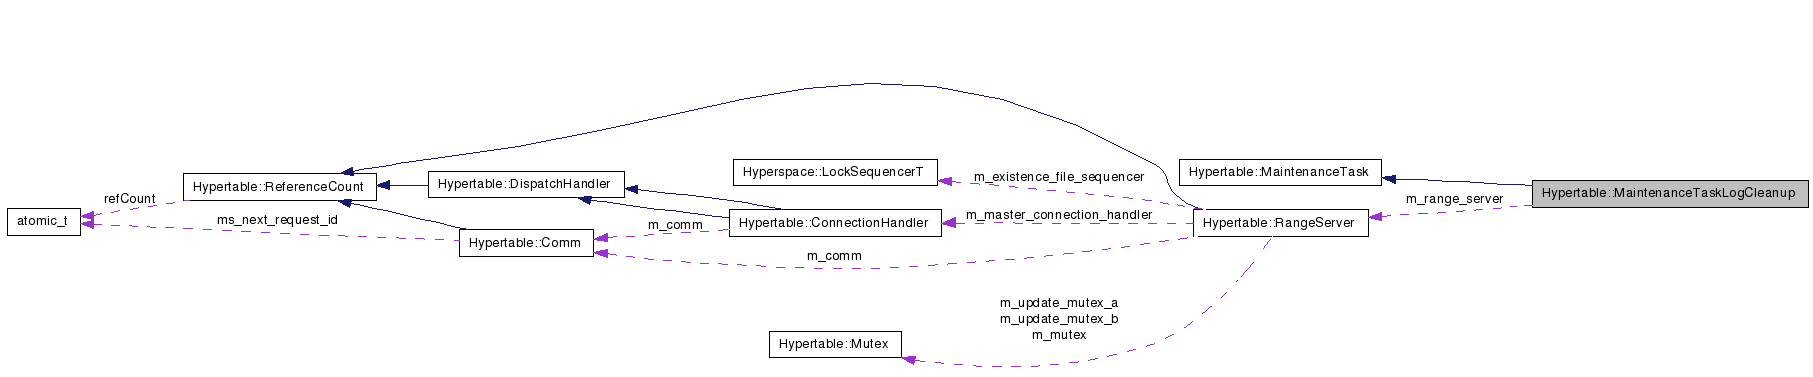 Hyperspace::LockSequencerT
Hypertable::MaintenanceTask
m_existence_file_sequencer
Hypertable::DispatchHandler
Hypertable::ReferenceCount
Hypertable::MaintenanceTaskLogCleanup
refCount
m_range_server
atomic_t
ms_next_request_id
m_comm
Hypertable::ConnectionHandler
m_master_connection_handler
Hypertable::RangeServer
Hypertable::Comm
m_comm
m_update_mutex_a
m_update_mutex_b
m_mutex
Hypertable::Mutex